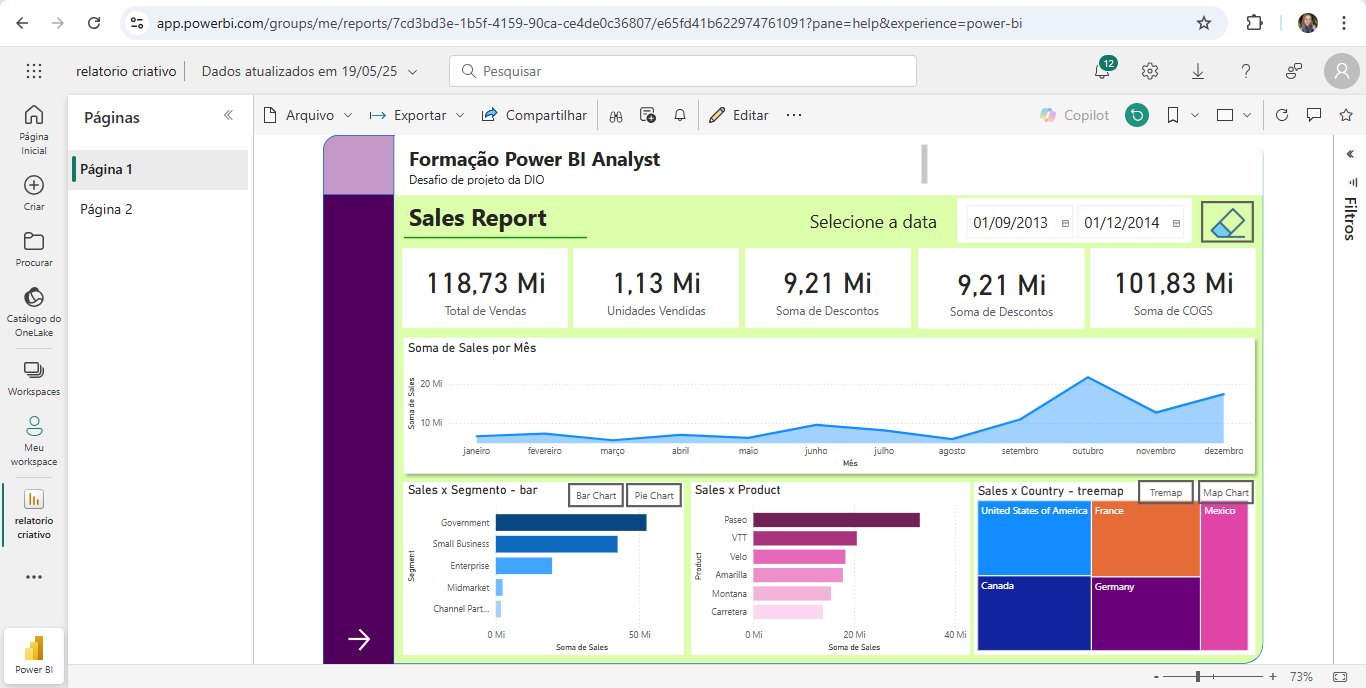 app.powerbi.com/groups/me/reports/7cd3bd3e-1b5f-4159-90ca-ce4de0c36807/e65fd41b622974761091?pane=help&experience=power-bi
relatorio criativo
Dados atualizados em 19/05/25
Pesquisar
12
Página Inicial
Criar
Procurar
Catálogo do OneLake
Workspaces
Meu workspace
relatorio criativo
Power BI
Páginas
Página 1
Página 2
Arquivo
Exportar
Compartilhar
Editar
Copilot
Filtros
Formação Power BI Analyst
Desafio de projeto da DIO
Sales Report
Selecione a data
01/09/2013
01/12/2014
118,73 Mi
Total de Vendas
1,13 Mi
Unidades Vendidas
9,21 Mi
Soma de Descontos
9,21 Mi
Soma de Descontos
101,83 Mi
Soma de COGS
Soma de Sales por Mês
Soma de Sales
20 Mi
10 Mi
janeiro fevereiro março abril maio junho julho agosto setembro outubro novembro dezembro
Mês
Sales x Segmento - bar
Bar Chart
Pie Chart
Segment
Government
Small Business
Enterprise
Midmarket
Channel Part...
0 Mi 50 Mi
Soma de Sales
Sales x Product
Product
Paseo
VTT
Velo
Amarilla
Montana
Carretera
0 Mi 20 Mi 40 Mi
Soma de Sales
Sales x Country - treemap
Tremap
Map Chart
United States of America
France
Mexico
Canada
Germany
- + 73%